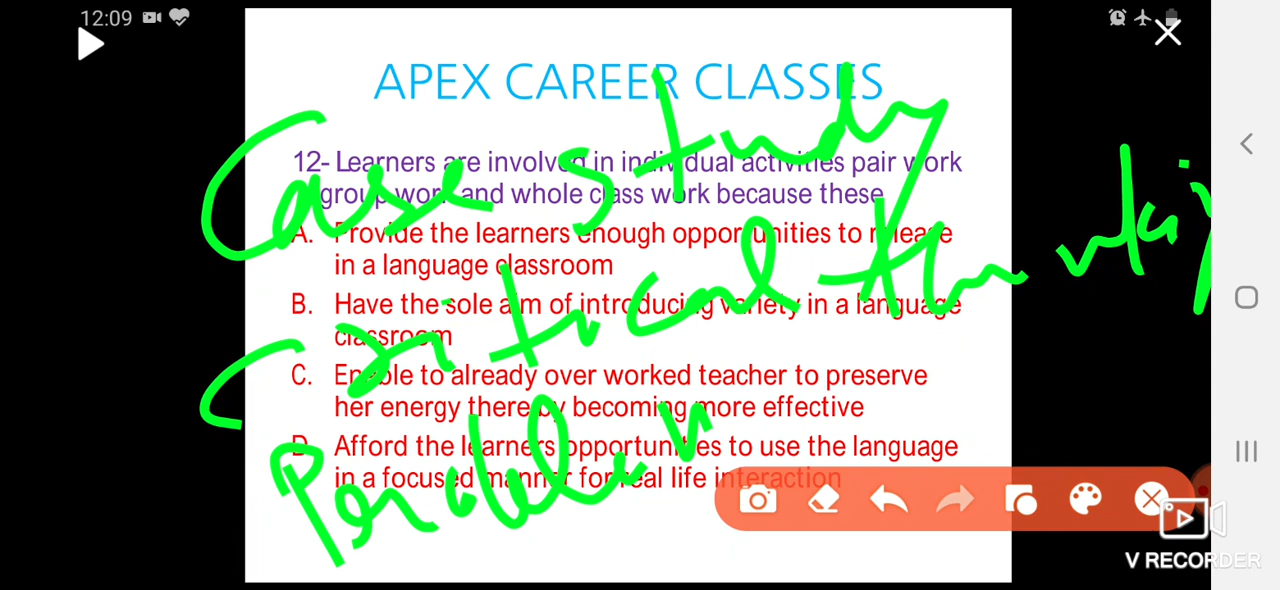 12:09
APEX CAREER CLASSES
12- Learners are involved in individual activities pair work
group work and whole class work because these
A. Provide the learners enough opportunities to release
in a language classroom
B. Have the sole aim of introducing variety in a language
classroom
C. Enable to already over worked teacher to preserve
her energy there by becoming more effective
D. Afford the learners opportunities to use the language
in a focused manner for real life interaction
Case study
Critical
V RECORDER